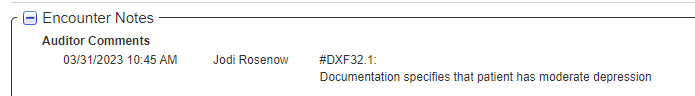 Encounter Notes
Auditor Comments
03/31/2023 10:45 AM Jodi Rosenow #DXF32.1:
Documentation specifies that patient has moderate depression